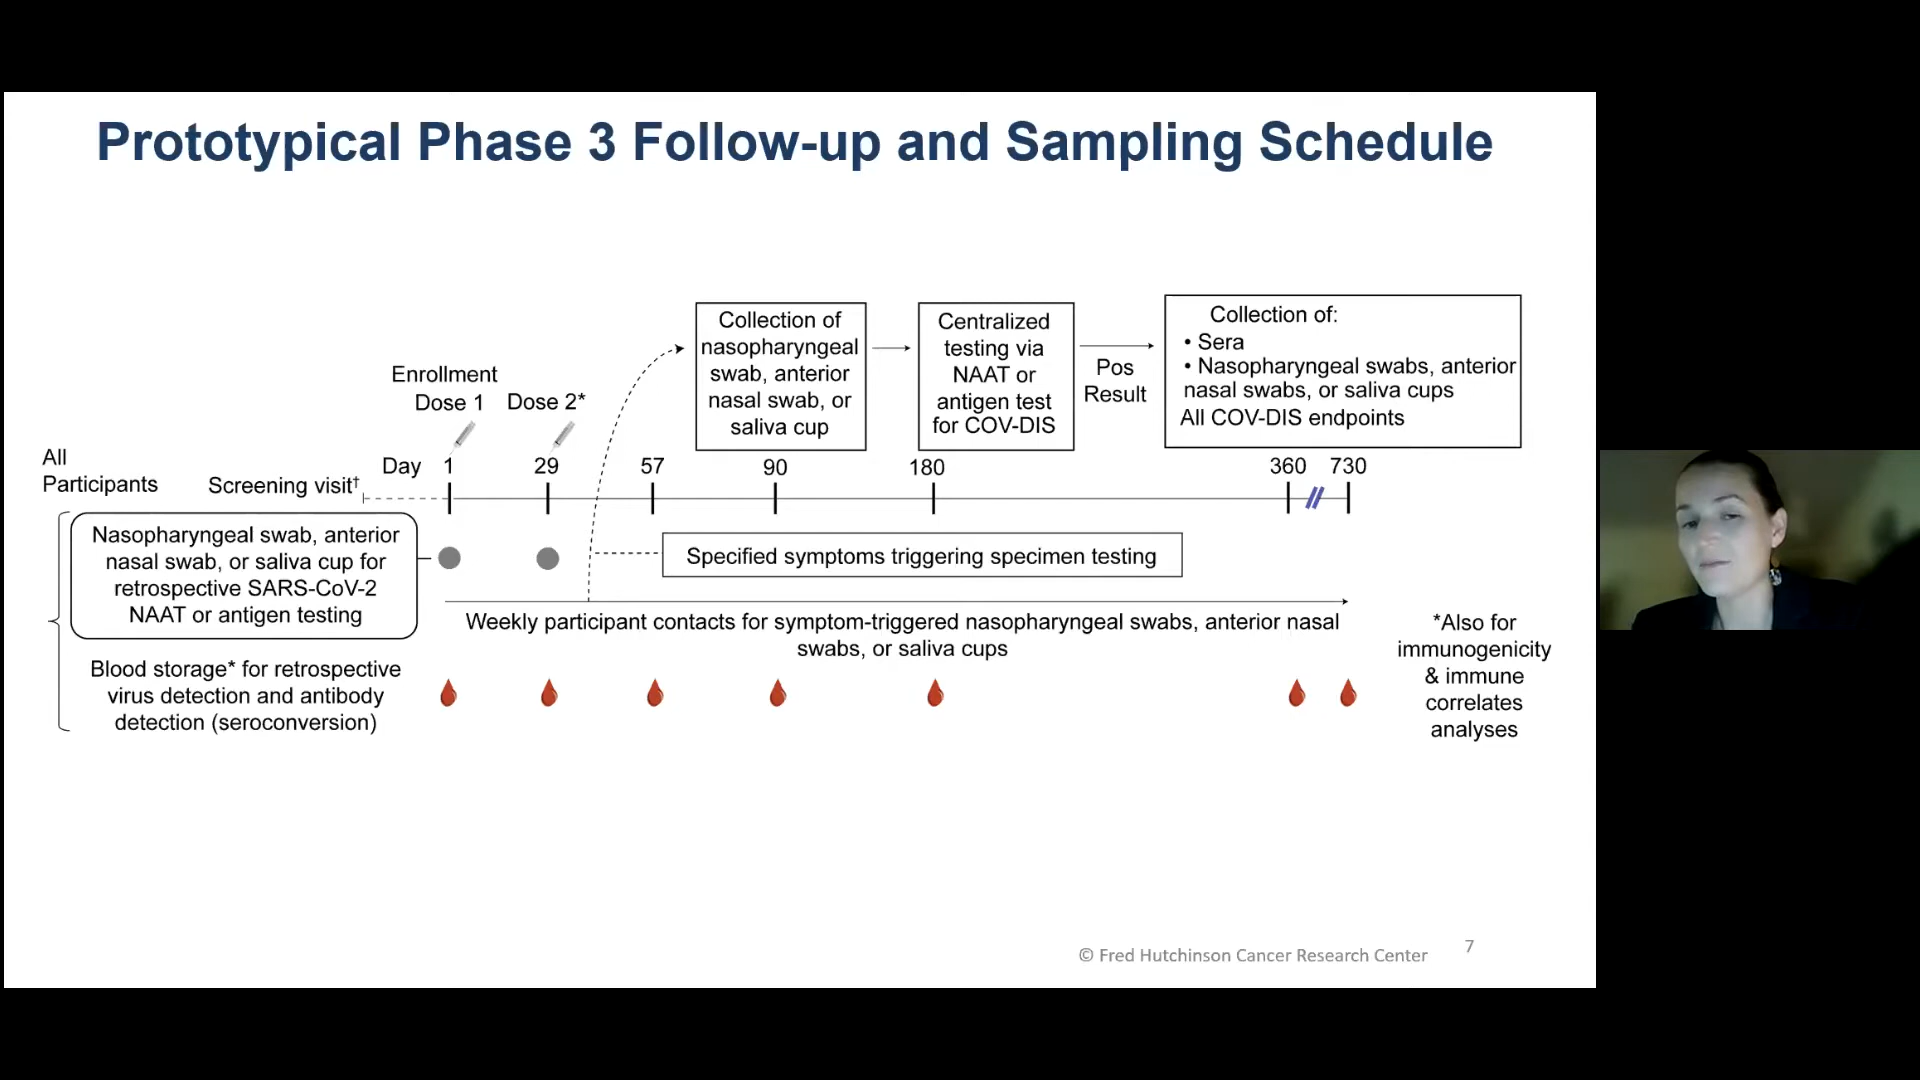 Prototypical Phase 3 Follow-up and Sampling Schedule
Collection of
nasopharyngeal
swab, anterior
nasal swab, or
saliva cup
Centralized
testing via
NAAT or
antigen test
for COV-DIS
Pos
Result
Collection of:
• Sera
• Nasopharyngeal swabs, anterior
nasal swabs, or saliva cups
All COV-DIS endpoints
Enrollment
Dose 1
Dose 2*
All
Participants
Screening visit†
Day 1 29 57 90 180 360 730
Nasopharyngeal swab, anterior
nasal swab, or saliva cup for
retrospective SARS-CoV-2
NAAT or antigen testing
Specified symptoms triggering specimen testing
Weekly participant contacts for symptom-triggered nasopharyngeal swabs, anterior nasal
swabs, or saliva cups
Blood storage* for retrospective
virus detection and antibody
detection (seroconversion)
*Also for
immunogenicity
& immune
correlates
analyses
© Fred Hutchinson Cancer Research Center
7